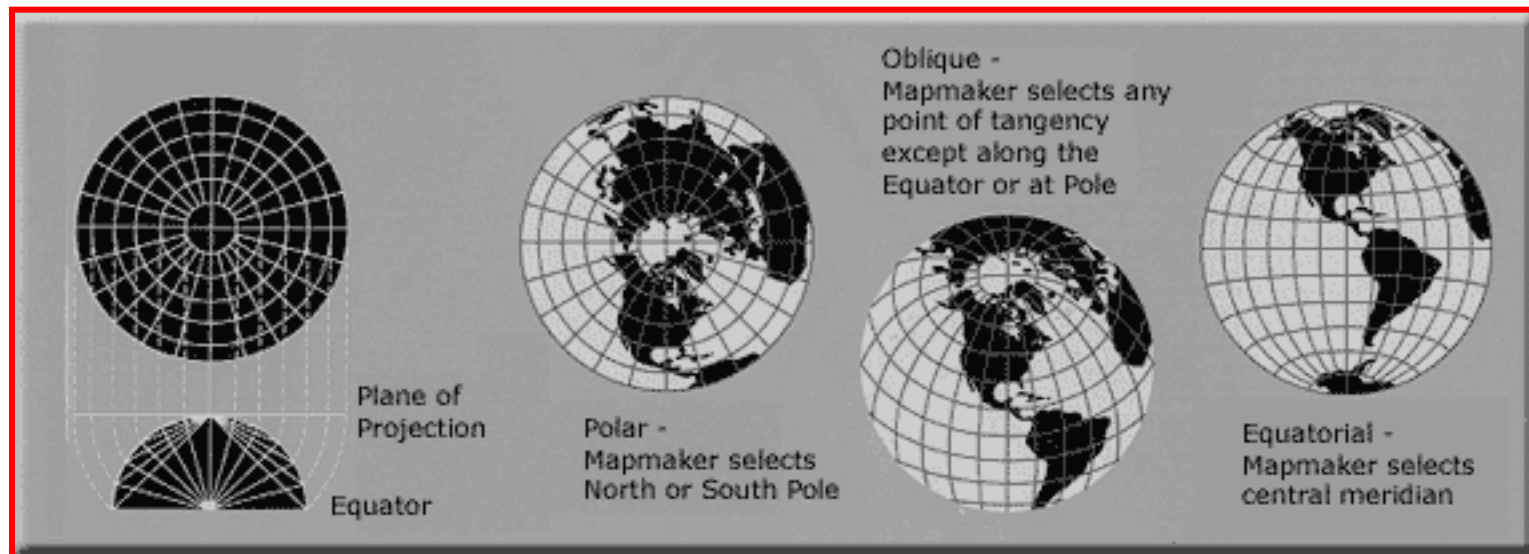 Plane of
Projection
Equator
Polar -
Mapmaker selects
North or South Pole
Oblique -
Mapmaker selects any
point of tangency
except along the
Equator or at Pole
Equatorial -
Mapmaker selects
central meridian